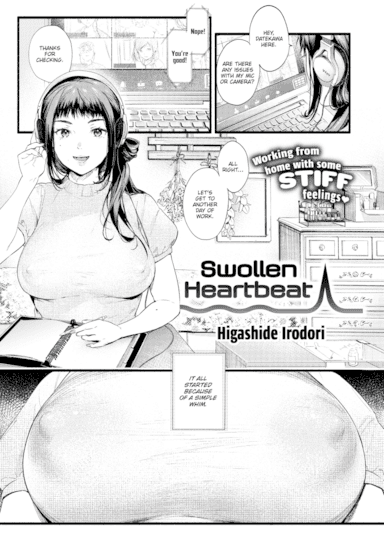 HEY,
DATEKAWA
HERE.
ARE THERE
ANY ISSUES
WITH MY MIC
OR CAMERA?
Nope!
You're
good!
THANKS
FOR
CHECKING.
ALL
RIGHT...
LET'S
GET TO
ANOTHER
DAY OF
WORK.
Working from
home with some
STIFF
feelings♥
Swollen
Heartbeat
Higashide Irodori
IT ALL
STARTED
BECAUSE
OF A SIMPLE
WHIM.